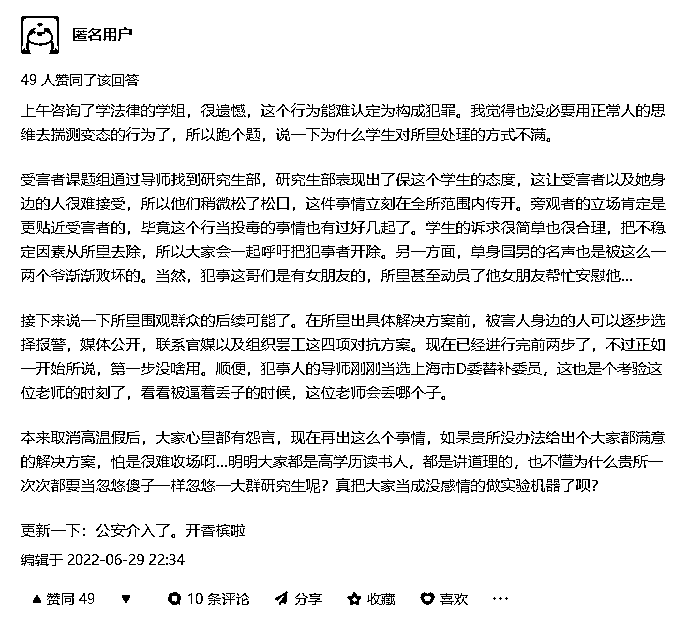 匿名用户
49 人赞同了该回答
上午咨询了学法律的学姐，很遗憾，这个行为能难认定为构成犯罪。我觉得也没必要用正常人的思
维去揣测变态的行为了，所以跑个题，说一下为什么学生对所里处理的方式不满。
受害者课题组通过导师找到研究生部，研究生部表现出了保这个学生的态度，这让受害者以及她身
边的人很难接受，所以他们稍微松了松口，这件事情立刻在全所范围内传开。旁观者的立场肯定是
更贴近受害者的，毕竟这个行当投毒的事情也有过好几起了。学生的诉求很简单也很合理，把不稳
定因素从所里去除，所以大家会一起呼吁把犯事者开除。另一方面，单身国男的名声也是被这么一
两个爷渐渐败坏的。当然，犯事这哥们是有女朋友的，所里甚至动员了他女朋友帮忙安慰他...
接下来说一下所里围观群众的后续可能了。在所里出具体解决方案前，被害人身边的人可以逐步选
择报警，媒体公开，联系官媒以及组织罢工这四项对抗方案。现在已经进行完前两步了，不过正如
一开始所说，第一步没啥用。顺便，犯事人的导师刚刚当选上海市D委替补委员，这也是个考验这
位老师的时刻了，看看被逼着丢子的时候，这位老师会丢哪个子。
本来取消高温假后，大家心里都有怨言，现在再出这么个事情，如果贵所没办法给出个大家都满意
的解决方案，怕是很难收场啊...明明大家都是高学历读书人，都是讲道理的，也不懂为什么贵所一
次次都要当忽悠傻子一样忽悠一大群研究生呢？真把大家当成没感情的做实验机器了呗？
更新一下：公安介入了。开香槟啦
编辑于 2022-06-29 22:34
赞同 49 10 条评论 分享 收藏 喜欢 ...